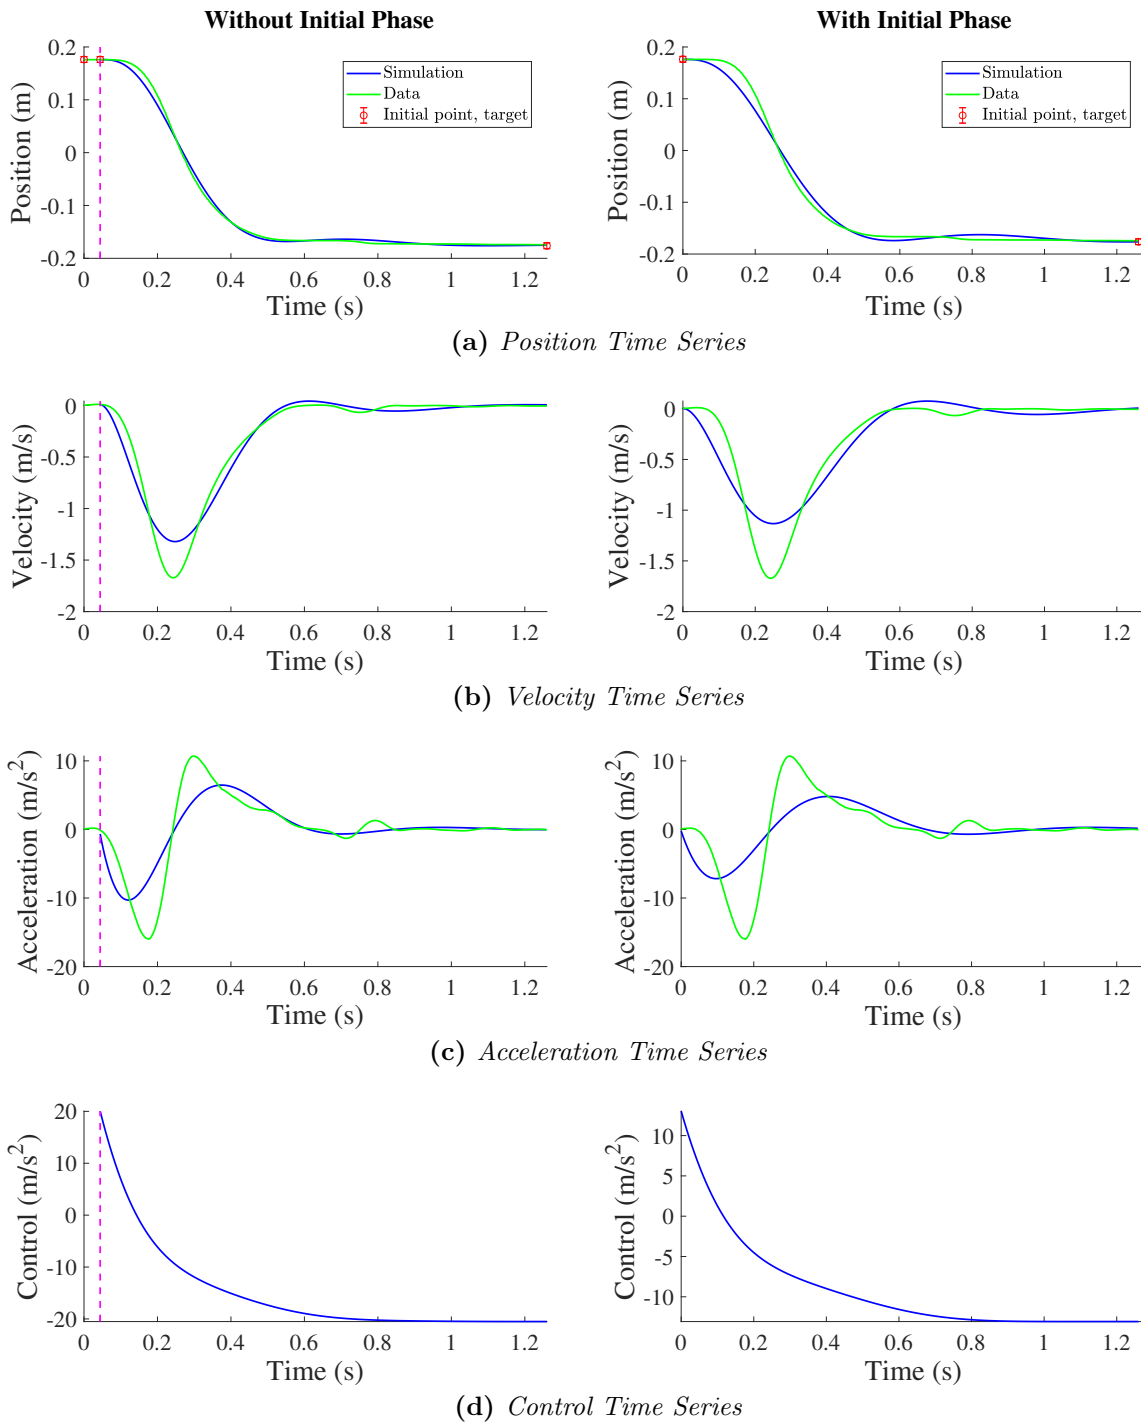 Without Initial Phase
With Initial Phase
0.2
0.1
0
-0.1
-0.2
Position (m)
Simulation
Data
Initial point, target
0 0.2 0.4 0.6 0.8 1 1.2
Time (s)
0.2
0.1
0
-0.1
-0.2
Position (m)
Simulation
Data
Initial point, target
0 0.2 0.4 0.6 0.8 1 1.2
Time (s)
(a) Position Time Series
0
-0.5
-1
-1.5
-2
Velocity (m/s)
0 0.2 0.4 0.6 0.8 1 1.2
Time (s)
0
-0.5
-1
-1.5
-2
Velocity (m/s)
0 0.2 0.4 0.6 0.8 1 1.2
Time (s)
(b) Velocity Time Series
10
0
-10
-20
Acceleration (m/s²)
0 0.2 0.4 0.6 0.8 1 1.2
Time (s)
10
0
-10
-20
Acceleration (m/s²)
0 0.2 0.4 0.6 0.8 1 1.2
Time (s)
(c) Acceleration Time Series
20
10
0
-10
-20
Control (m/s²)
0 0.2 0.4 0.6 0.8 1 1.2
Time (s)
10
5
0
-5
-10
Control (m/s²)
0 0.2 0.4 0.6 0.8 1 1.2
Time (s)
(d) Control Time Series